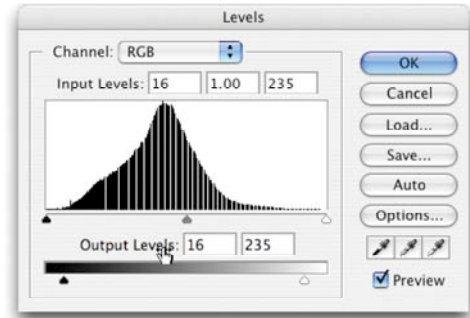 Levels
Channel: RGB
Input Levels: 16 1.00 235
Output Levels: 16 235
OK
Cancel
Load...
Save...
Auto
Options...
Preview